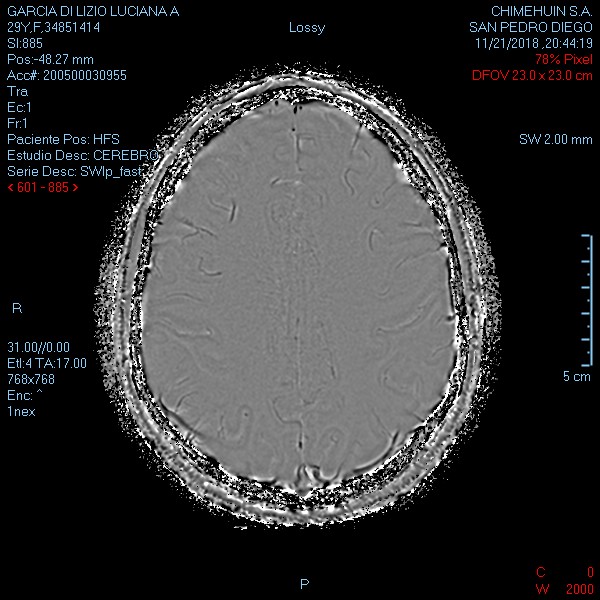 GARCIA DI LIZIO LUCIANA A
29Y,F,34851414
SI:885
Pos:-48.27 mm
Acc#: 200500030955
Tra
Ec:1
Fr:1
Paciente Pos: HFS
Estudio Desc: CEREBRO
Serie Desc: SWIp_fast
< 601 - 885 >
Lossy
CHIMEHUIN S.A.
SAN PEDRO DIEGO
11/21/2018 ,20:44:19
78% Pixel
DFOV 23.0 x 23.0 cm
SW 2.00 mm
R
31.00//0.00
Etl:4 TA:17.00
768x768
Enc: ^
1nex
5 cm
P
C 0
W 2000